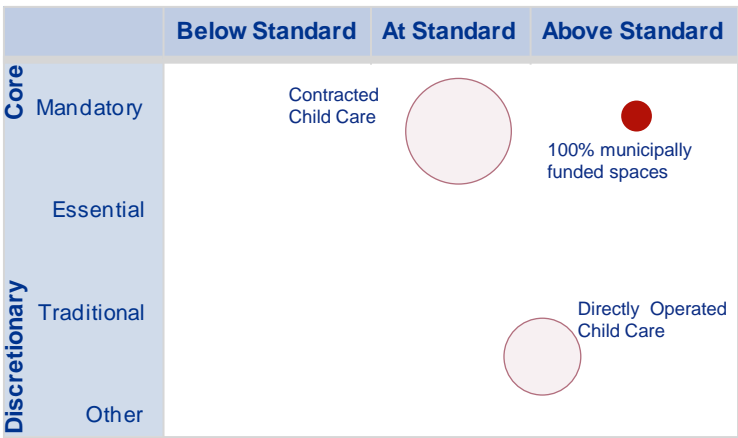 Below Standard At Standard Above Standard
Core
Mandatory
Contracted
Child Care
100% municipally
funded spaces
Essential
Discretionary
Traditional
Directly Operated
Child Care
Other